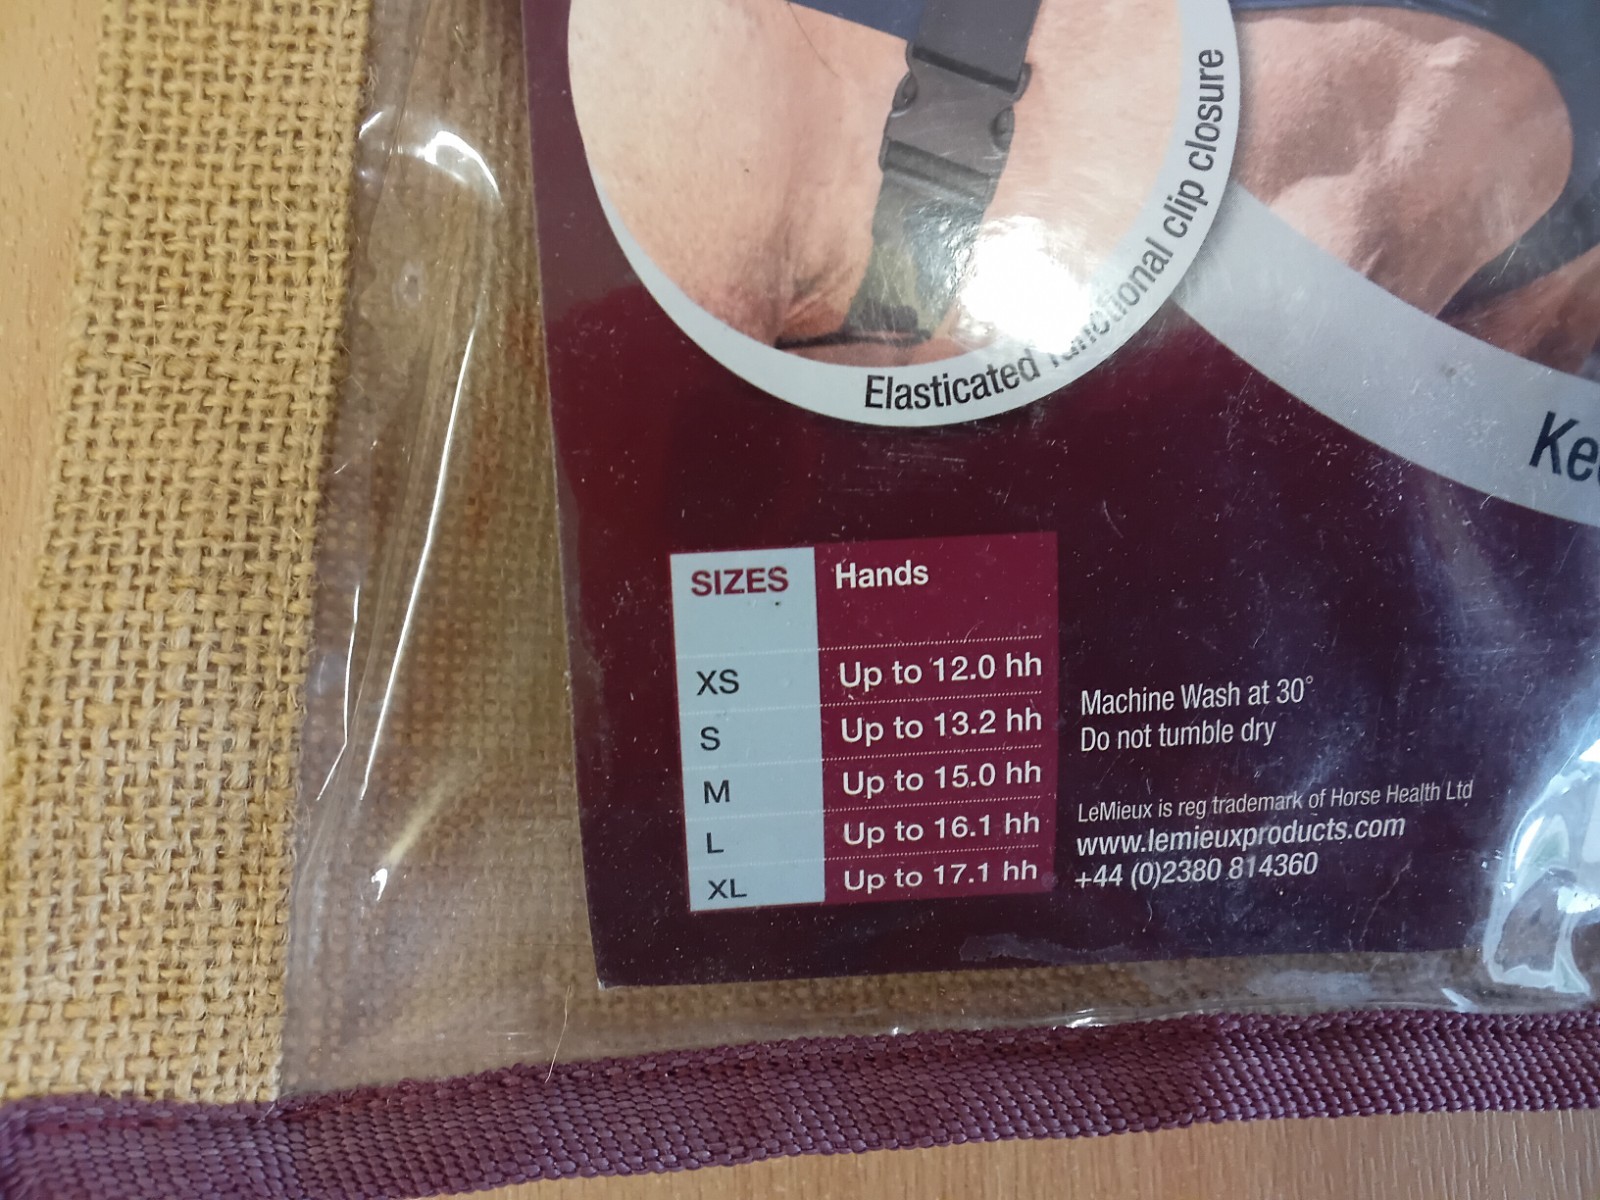 Elasticated functional clip closure
SIZES Hands
XS Up to 12.0 hh
S Up to 13.2 hh
M Up to 15.0 hh
L Up to 16.1 hh
XL Up to 17.1 hh
Machine Wash at 30°
Do not tumble dry
LeMieux is reg trademark of Horse Health Ltd
www.lemieuxproducts.com
+44 (0)2380 814360